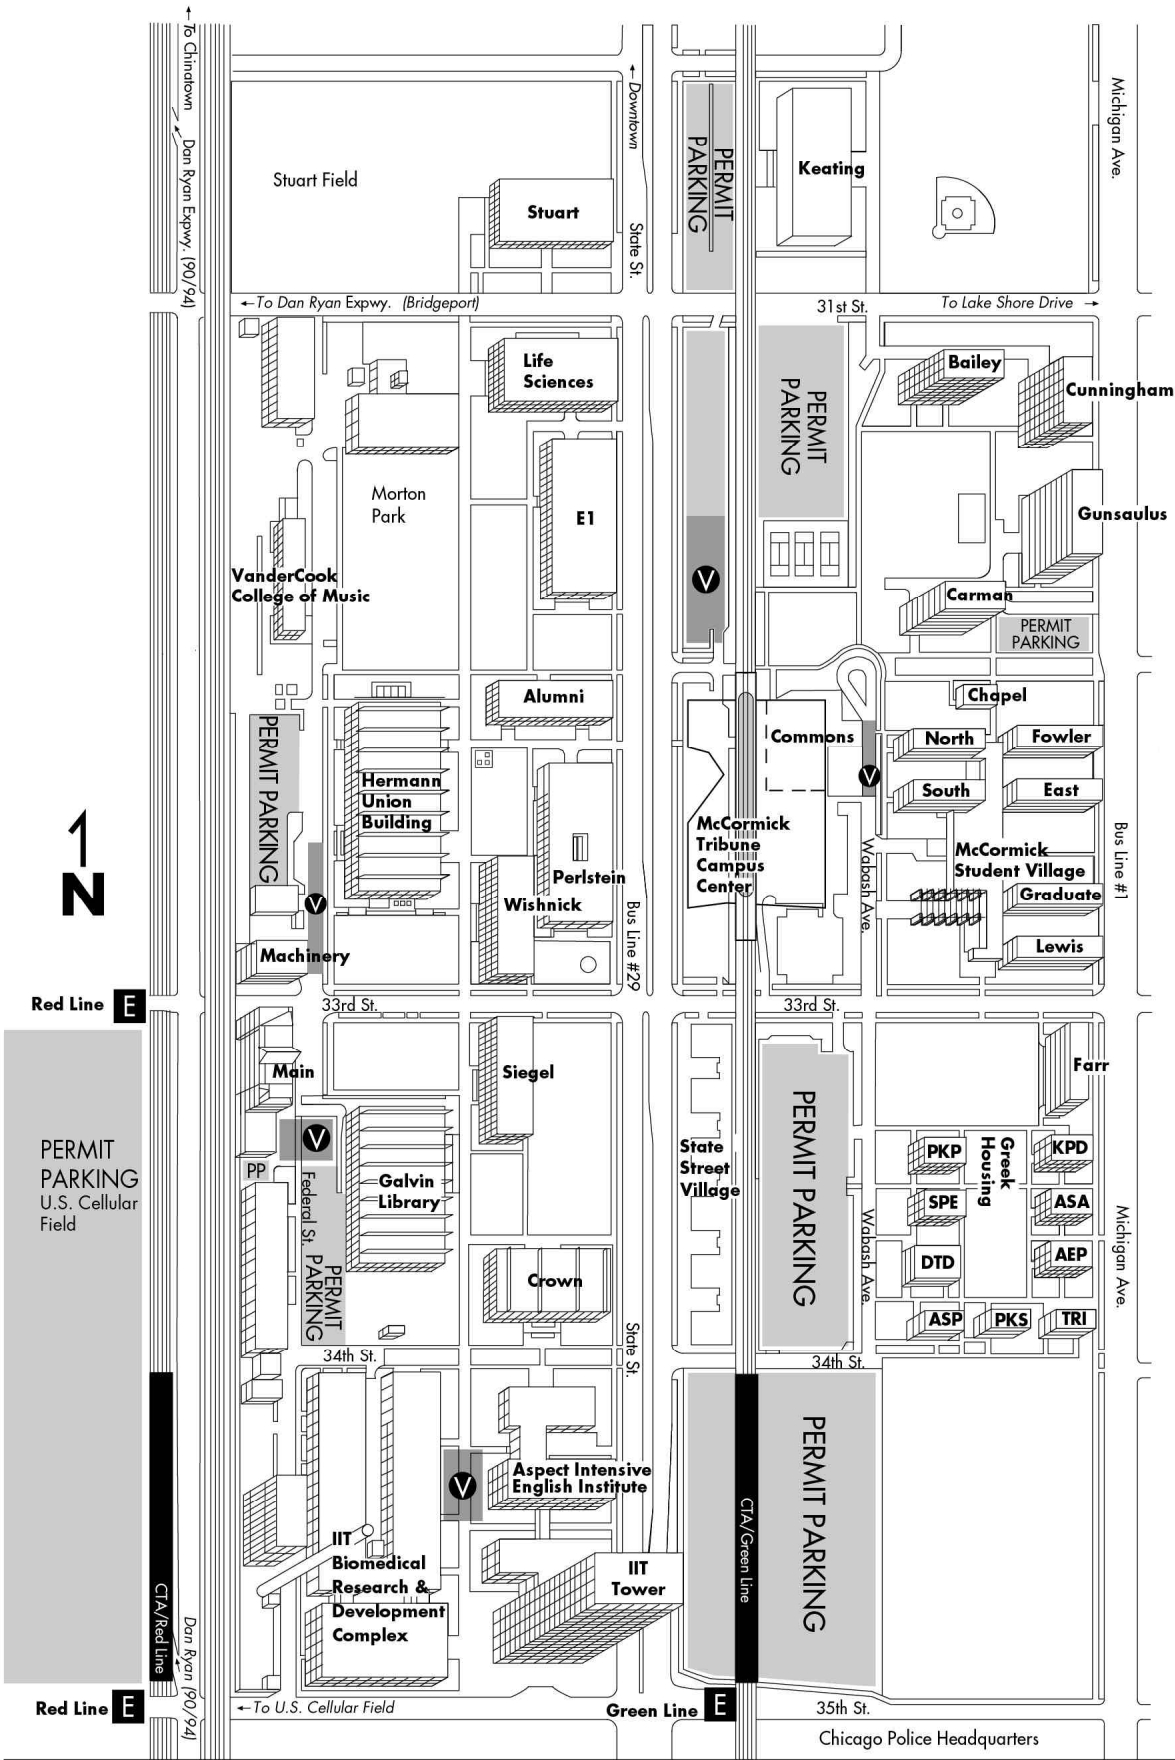 ←To Chinatown
Dan Ryan Expwy. (90/94)
←Downtown
State St.
Michigan Ave.
Stuart Field
Stuart
PERMIT
PARKING
Keating
←To Dan Ryan Expwy. (Bridgeport)
31st St.
To Lake Shore Drive →
Life
Sciences
Bailey
Cunningham
PERMIT
PARKING
Morton
Park
E1
Gunsaulus
V
VanderCook
College of Music
Carman
PERMIT
PARKING
Alumni
Chapel
Commons
North
Fowler
PERMIT PARKING
Hermann
Union
Building
V
South
East
N
McCormick
Tribune
Campus
Center
Wabash Ave.
McCormick
Student Village
Bus Line #1
Perlstein
Wishnick
V
Graduate
Bus Line #29
Machinery
Lewis
Red Line E
33rd St.
33rd St.
Main
Siegel
Farr
V
PERMIT
PARKING
U.S. Cellular
Field
PP
Federal St.
Galvin
Library
State
Street
Village
PERMIT PARKING
PKP
Greek
Housing
KPD
SPE
ASA
Wabash Ave.
Michigan Ave.
DTD
AEP
PERMIT
PARKING
Crown
ASP
PKS
TRI
State St.
34th St.
34th St.
V
Aspect Intensive
English Institute
PERMIT PARKING
CTA/Green Line
IIT
Biomedical
Research &
Development
Complex
IIT
Tower
CTA/Red Line
Dan Ryan (90/94)
Red Line E
←To U.S. Cellular Field
Green Line E
35th St.
Chicago Police Headquarters